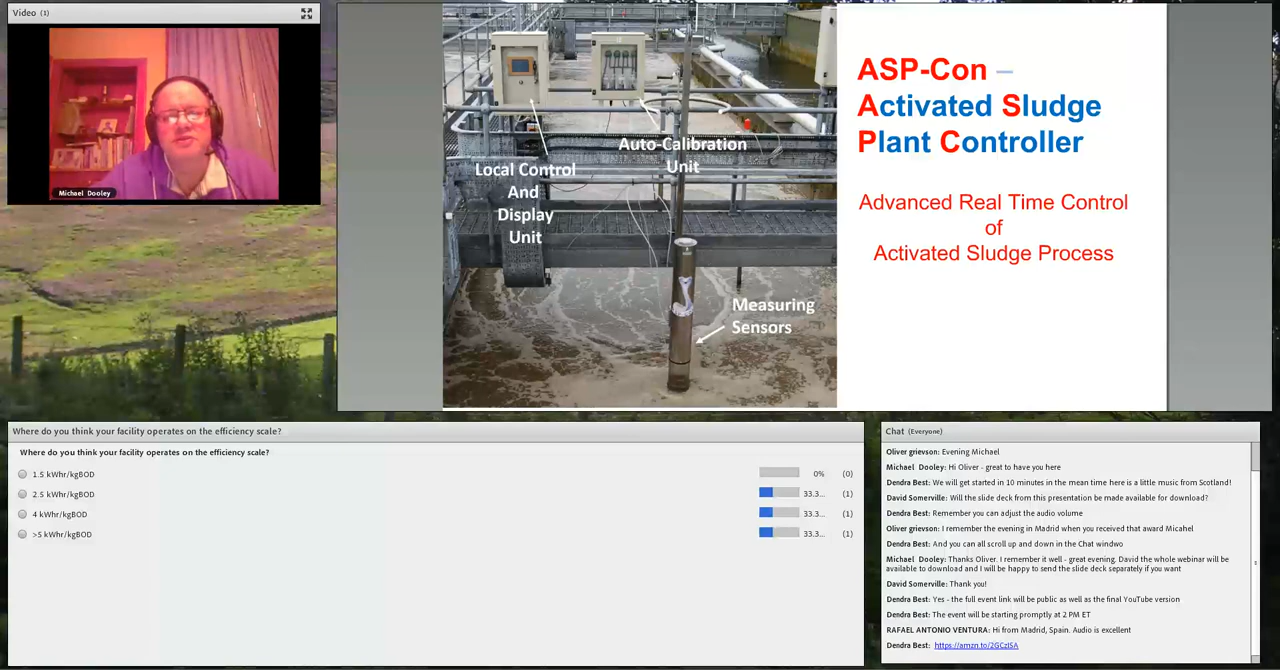 Video (1)
Michael Dooley
Local Control
And
Display
Unit
Auto-Calibration
Unit
Measuring
Sensors
ASP-Con –
Activated Sludge
Plant Controller
Advanced Real Time Control
of
Activated Sludge Process
Where do you think your facility operates on the efficiency scale?
Where do you think your facility operates on the efficiency scale?
1.5 kWhr/kgBOD 0% (0)
2.5 kWhr/kgBOD 33.3... (1)
4 kWhr/kgBOD 33.3... (1)
>5 kWhr/kgBOD 33.3... (1)
Chat (Everyone)
Oliver grievson: Evening Michael
Michael Dooley: Hi Oliver - great to have you here
Dendra Best: We will get started in 10 minutes in the mean time here is a little music from Scotland!
David Somerville: Will the slide deck from this presentation be made available for download?
Dendra Best: Remember you can adjust the audio volume
Oliver grievson: I remember the evening in Madrid when you received that award Micahel
Dendra Best: And you can all scroll up and down in the Chat windwo
Michael Dooley: Thanks Oliver. I remember it well - great evening. David the whole webinar will be
available to download and I will be happy to send the slide deck separately if you want
David Somerville: Thank you!
Dendra Best: Yes - the full event link will be public as well as the final YouTube version
Dendra Best: The event will be starting promptly at 2 PM ET
RAFAEL ANTONIO VENTURA: Hi from Madrid, Spain. Audio is excellent
Dendra Best: https://amzn.to/2GCzISA